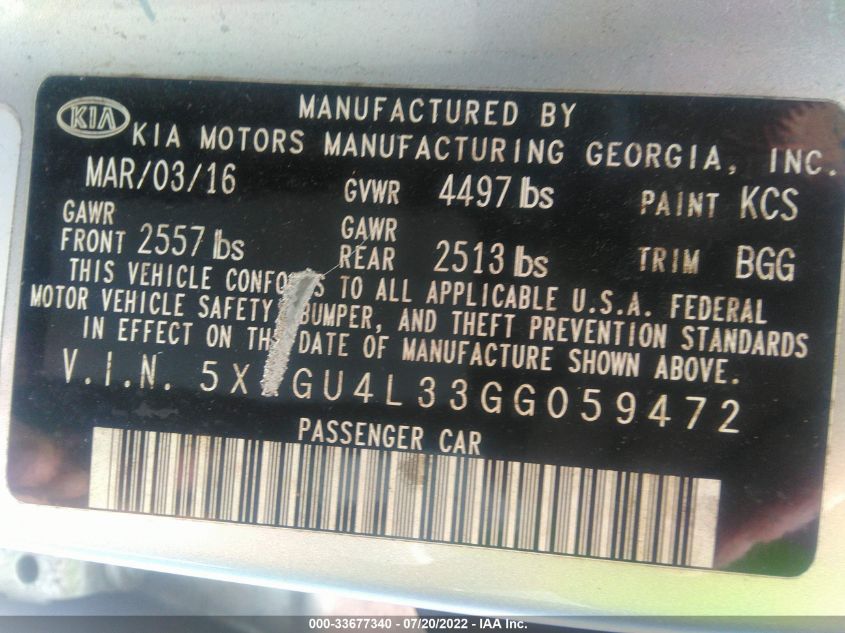 KIA
MANUFACTURED BY
KIA MOTORS MANUFACTURING GEORGIA, INC.
MAR/03/16 GVWR 4497 lbs PAINT KCS
GAWR FRONT 2557 lbs GAWR REAR 2513 lbs TRIM BGG
THIS VEHICLE TO ALL APPLICABLE U.S.A. FEDERAL
MOTOR VEHICLE SAFETY, BUMPER, AND THEFT PREVENTION STANDARDS
IN EFFECT ON DATE OF MANUFACTURE SHOWN ABOVE.
V.I.N. 5X GU4L33GG059472
PASSENGER CAR
000-33677340 - 07/20/2022 - IAA Inc.